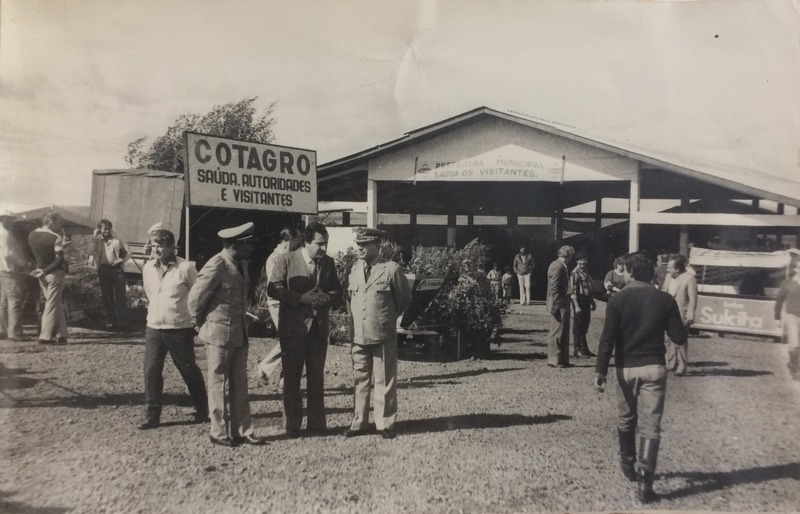 COTAGRO
SAÚDA, AUTORIDADES
E VISITANTES
PREFEITURA MUNICIPAL
SAÚDA OS VISITANTES.
Sukita